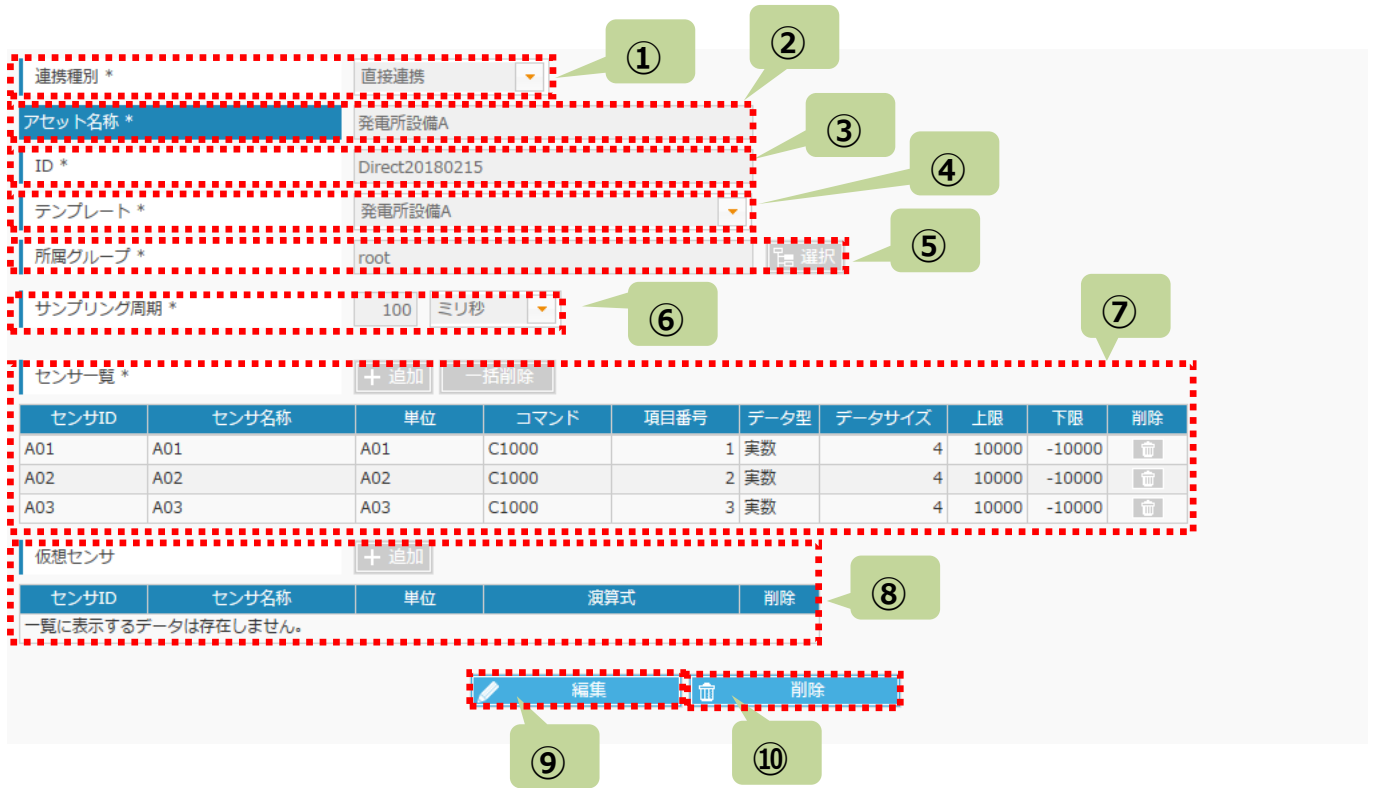 ①
②
連携種別 * 直接連携
アセット名称 * 発電所設備A
③
ID * Direct20180215
④
テンプレート * 発電所設備A
⑤
所属グループ * root 選択
サンプリング周期 * 100 ミリ秒
⑥
⑦
センサ一覧 * + 追加 一括削除
センサID センサ名称 単位 コマンド 項目番号 データ型 データサイズ 上限 下限 削除
A01 A01 A01 C1000 1 実数 4 10000 -10000
A02 A02 A02 C1000 2 実数 4 10000 -10000
A03 A03 A03 C1000 3 実数 4 10000 -10000
仮想センサ + 追加
⑧
センサID センサ名称 単位 演算式 削除
一覧に表示するデータは存在しません。
編集 削除
⑨ ⑩